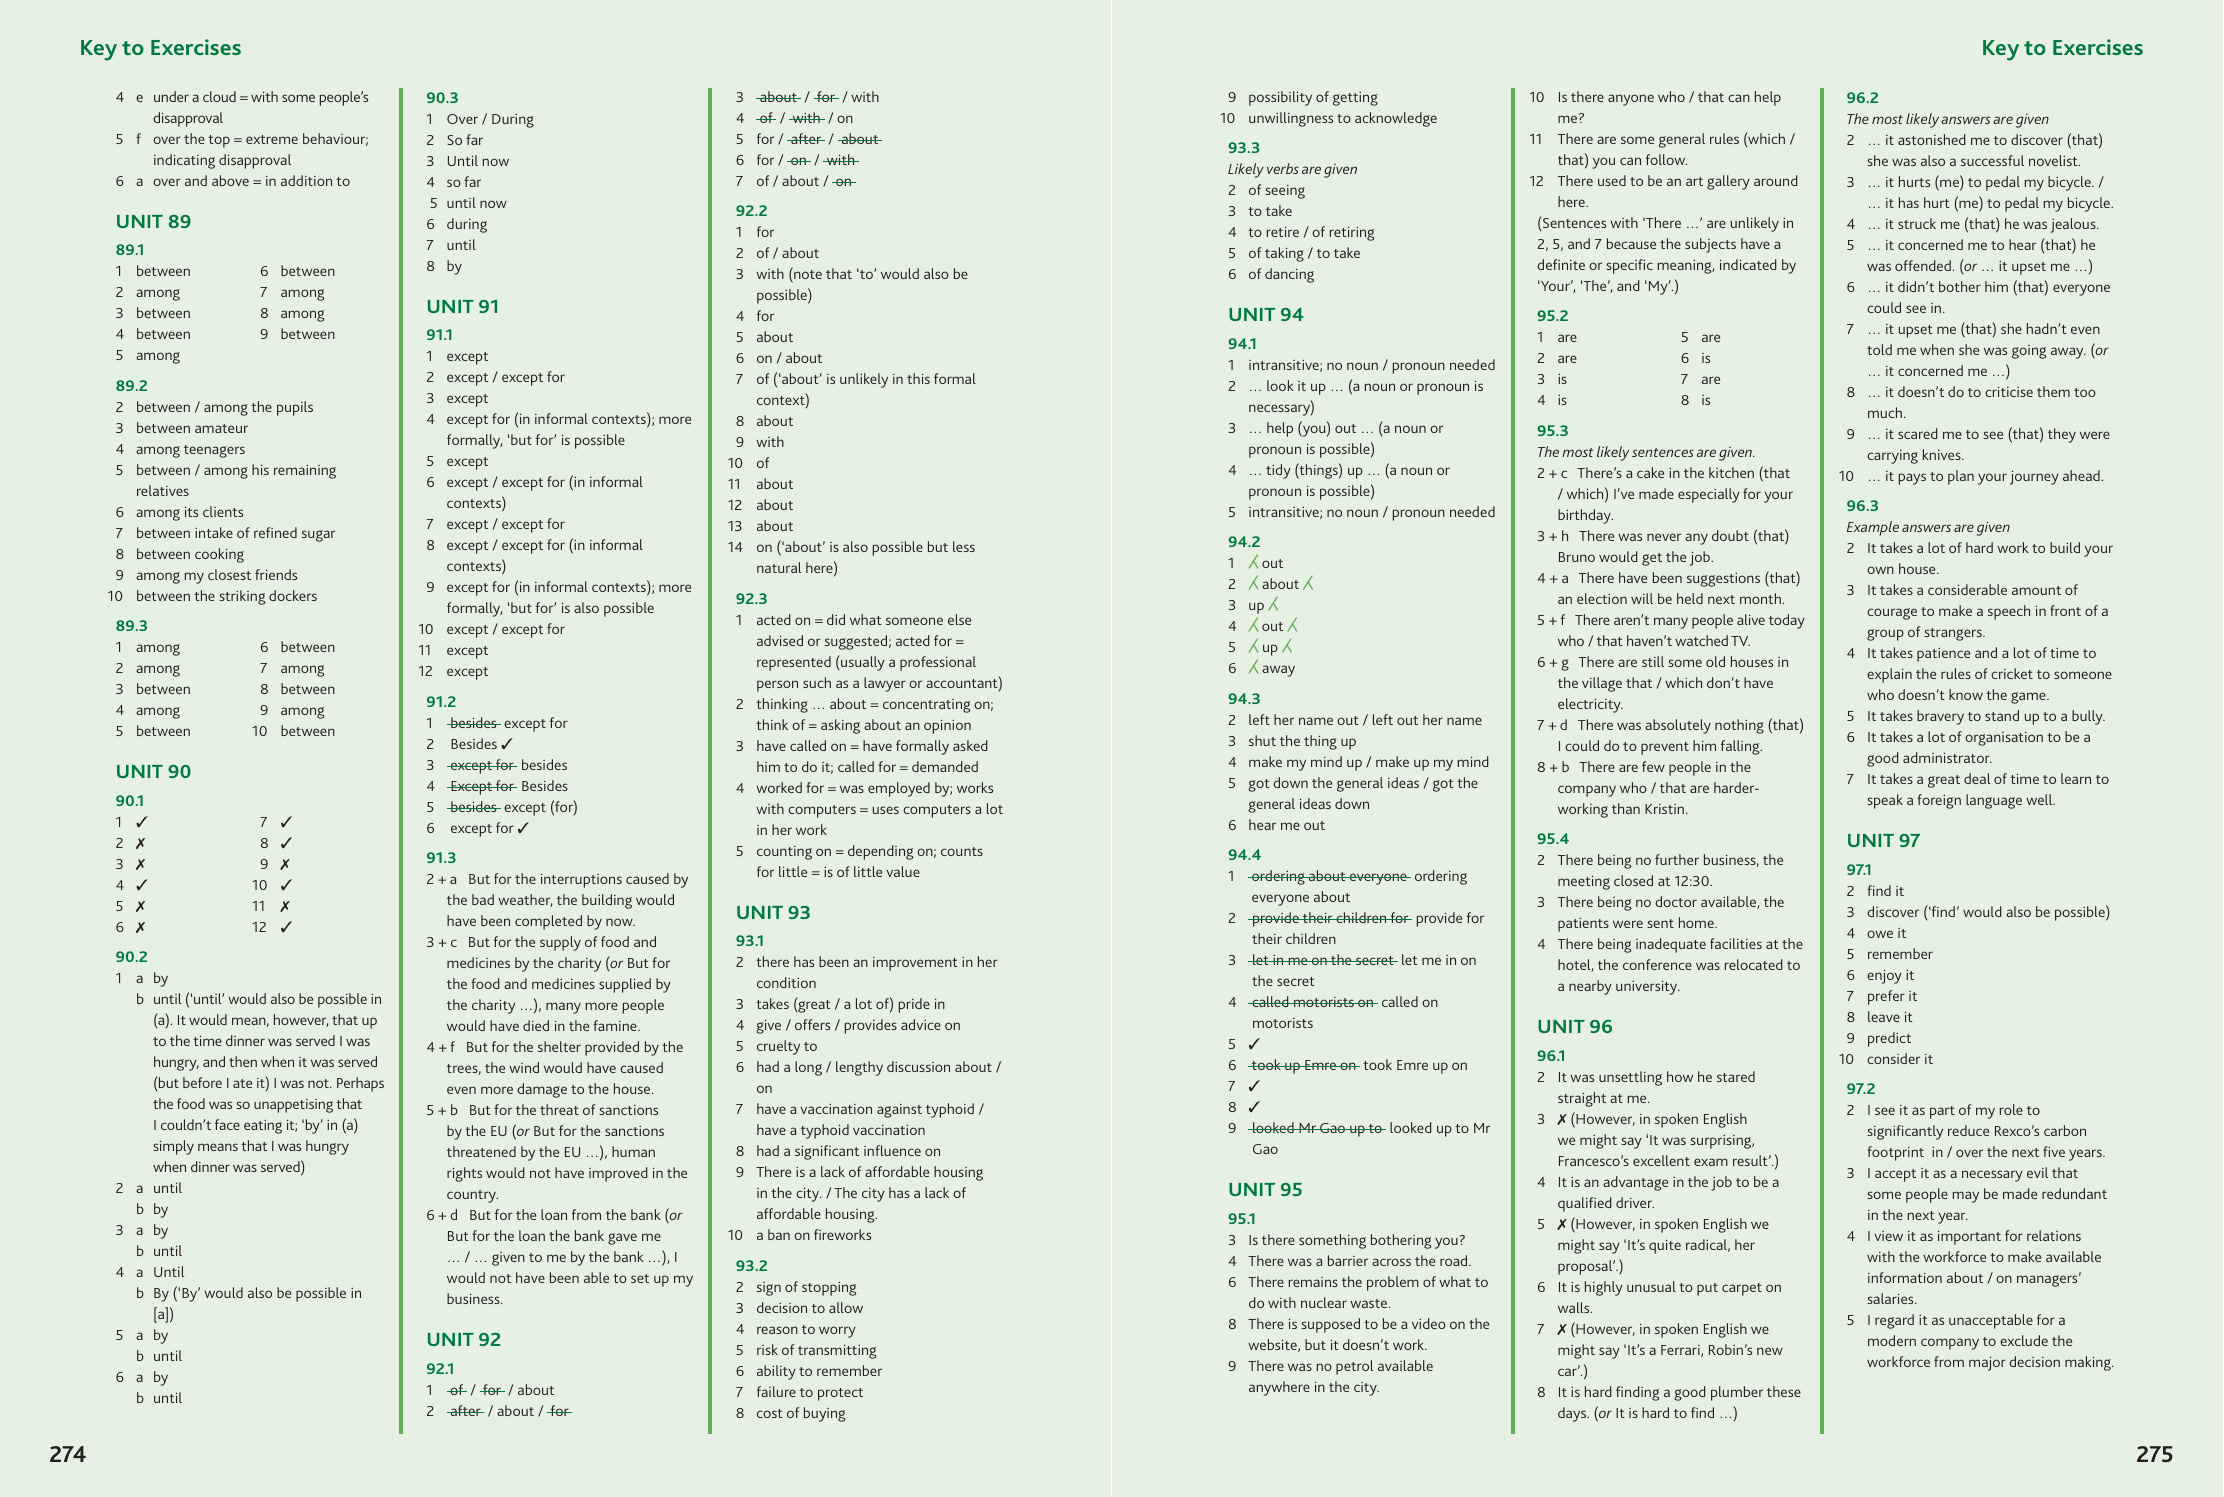 Key to Exercises
4 e under a cloud = with some people’s
disapproval
5 f over the top = extreme behaviour;
indicating disapproval
6 a over and above = in addition to
UNIT 89
89.1
1 between 6 between
2 among 7 among
3 between 8 among
4 between 9 between
5 among
89.2
2 between / among the pupils
3 between amateur
4 among teenagers
5 between / among his remaining
relatives
6 among its clients
7 between intake of refined sugar
8 between cooking
9 among my closest friends
10 between the striking dockers
89.3
1 among 6 between
2 among 7 among
3 between 8 between
4 among 9 among
5 between 10 between
UNIT 90
90.1
1 ✓ 7 ✓
2 ✗ 8 ✓
3 ✗ 9 ✗
4 ✓ 10 ✓
5 ✗ 11 ✗
6 ✗ 12 ✓
90.2
1 a by
b until (‘until’ would also be possible in
(a). It would mean, however, that up
to the time dinner was served I was
hungry, and then when it was served
(but before I ate it) I was not. Perhaps
the food was so unappetising that
I couldn’t face eating it; ‘by’ in (a)
simply means that I was hungry
when dinner was served)
2 a until
b by
3 a by
b until
4 a Until
b By (‘By’ would also be possible in
[a])
5 a by
b until
6 a by
b until
90.3
1 Over / During
2 So far
3 Until now
4 so far
5 until now
6 during
7 until
8 by
UNIT 91
91.1
1 except
2 except / except for
3 except
4 except for (in informal contexts); more
formally, ‘but for’ is possible
5 except
6 except / except for (in informal
contexts)
7 except / except for
8 except / except for (in informal
contexts)
9 except for (in informal contexts); more
formally, ‘but for’ is also possible
10 except / except for
11 except
12 except
91.2
1 besides except for
2 Besides ✓
3 except for besides
4 Except for Besides
5 besides except (for)
6 except for ✓
91.3
2 + a But for the interruptions caused by
the bad weather, the building would
have been completed by now.
3 + c But for the supply of food and
medicines by the charity (or But for
the food and medicines supplied by
the charity …), many more people
would have died in the famine.
4 + f But for the shelter provided by the
trees, the wind would have caused
even more damage to the house.
5 + b But for the threat of sanctions
by the EU (or But for the sanctions
threatened by the EU …), human
rights would not have improved in the
country.
6 + d But for the loan from the bank (or
But for the loan the bank gave me
… / … given to me by the bank …), I
would not have been able to set up my
business.
UNIT 92
92.1
1 of / for / about
2 after / about / for
3 about / for / with
4 of / with / on
5 for / after / about
6 for / on / with
7 of / about / on
92.2
1 for
2 of / about
3 with (note that ‘to’ would also be
possible)
4 for
5 about
6 on / about
7 of (‘about’ is unlikely in this formal
context)
8 about
9 with
10 of
11 about
12 about
13 about
14 on (‘about’ is also possible but less
natural here)
92.3
1 acted on = did what someone else
advised or suggested; acted for =
represented (usually a professional
person such as a lawyer or accountant)
2 thinking … about = concentrating on;
think of = asking about an opinion
3 have called on = have formally asked
him to do it; called for = demanded
4 worked for = was employed by; works
with computers = uses computers a lot
in her work
5 counting on = depending on; counts
for little = is of little value
UNIT 93
93.1
2 there has been an improvement in her
condition
3 takes (great / a lot of) pride in
4 give / offers / provides advice on
5 cruelty to
6 had a long / lengthy discussion about /
on
7 have a vaccination against typhoid /
have a typhoid vaccination
8 had a significant influence on
9 There is a lack of affordable housing
in the city. / The city has a lack of
affordable housing.
10 a ban on fireworks
93.2
2 sign of stopping
3 decision to allow
4 reason to worry
5 risk of transmitting
6 ability to remember
7 failure to protect
8 cost of buying
274
Key to Exercises
9 possibility of getting
10 unwillingness to acknowledge
93.3
Likely verbs are given
2 of seeing
3 to take
4 to retire / of retiring
5 of taking / to take
6 of dancing
UNIT 94
94.1
1 intransitive; no noun / pronoun needed
2 … look it up … (a noun or pronoun is
necessary)
3 … help (you) out … (a noun or
pronoun is possible)
4 … tidy (things) up … (a noun or
pronoun is possible)
5 intransitive; no noun / pronoun needed
94.2
1 ⁁ out
2 ⁁ about ⁁
3 up ⁁
4 ⁁ out ⁁
5 ⁁ up ⁁
6 ⁁ away
94.3
2 left her name out / left out her name
3 shut the thing up
4 make my mind up / make up my mind
5 got down the general ideas / got the
general ideas down
6 hear me out
94.4
1 ordering about everyone ordering
everyone about
2 provide their children for provide for
their children
3 let in me on the secret let me in on
the secret
4 called motorists on called on
motorists
5 ✓
6 took up Emre on took Emre up on
7 ✓
8 ✓
9 looked Mr Gao up to looked up to Mr
Gao
UNIT 95
95.1
3 Is there something bothering you?
4 There was a barrier across the road.
6 There remains the problem of what to
do with nuclear waste.
8 There is supposed to be a video on the
website, but it doesn’t work.
9 There was no petrol available
anywhere in the city.
10 Is there anyone who / that can help
me?
11 There are some general rules (which /
that) you can follow.
12 There used to be an art gallery around
here.
(Sentences with ‘There …’ are unlikely in
2, 5, and 7 because the subjects have a
definite or specific meaning, indicated by
‘Your’, ‘The’, and ‘My’.)
95.2
1 are 5 are
2 are 6 is
3 is 7 are
4 is 8 is
95.3
The most likely sentences are given.
2 + c There’s a cake in the kitchen (that
/ which) I’ve made especially for your
birthday.
3 + h There was never any doubt (that)
Bruno would get the job.
4 + a There have been suggestions (that)
an election will be held next month.
5 + f There aren’t many people alive today
who / that haven’t watched TV.
6 + g There are still some old houses in
the village that / which don’t have
electricity.
7 + d There was absolutely nothing (that)
I could do to prevent him falling.
8 + b There are few people in the
company who / that are harder-
working than Kristin.
95.4
2 There being no further business, the
meeting closed at 12:30.
3 There being no doctor available, the
patients were sent home.
4 There being inadequate facilities at the
hotel, the conference was relocated to
a nearby university.
UNIT 96
96.1
2 It was unsettling how he stared
straight at me.
3 ✗ (However, in spoken English
we might say ‘It was surprising,
Francesco’s excellent exam result’.)
4 It is an advantage in the job to be a
qualified driver.
5 ✗ (However, in spoken English we
might say ‘It’s quite radical, her
proposal’.)
6 It is highly unusual to put carpet on
walls.
7 ✗ (However, in spoken English we
might say ‘It’s a Ferrari, Robin’s new
car’.)
8 It is hard finding a good plumber these
days. (or It is hard to find …)
96.2
The most likely answers are given
2 … it astonished me to discover (that)
she was also a successful novelist.
3 … it hurts (me) to pedal my bicycle. /
… it has hurt (me) to pedal my bicycle.
4 … it struck me (that) he was jealous.
5 … it concerned me to hear (that) he
was offended. (or … it upset me …)
6 … it didn’t bother him (that) everyone
could see in.
7 … it upset me (that) she hadn’t even
told me when she was going away. (or
… it concerned me …)
8 … it doesn’t do to criticise them too
much.
9 … it scared me to see (that) they were
carrying knives.
10 … it pays to plan your journey ahead.
96.3
Example answers are given
2 It takes a lot of hard work to build your
own house.
3 It takes a considerable amount of
courage to make a speech in front of a
group of strangers.
4 It takes patience and a lot of time to
explain the rules of cricket to someone
who doesn’t know the game.
5 It takes bravery to stand up to a bully.
6 It takes a lot of organisation to be a
good administrator.
7 It takes a great deal of time to learn to
speak a foreign language well.
UNIT 97
97.1
2 find it
3 discover (‘find’ would also be possible)
4 owe it
5 remember
6 enjoy it
7 prefer it
8 leave it
9 predict
10 consider it
97.2
2 I see it as part of my role to
significantly reduce Rexco’s carbon
footprint in / over the next five years.
3 I accept it as a necessary evil that
some people may be made redundant
in the next year.
4 I view it as important for relations
with the workforce to make available
information about / on managers’
salaries.
5 I regard it as unacceptable for a
modern company to exclude the
workforce from major decision making.
275